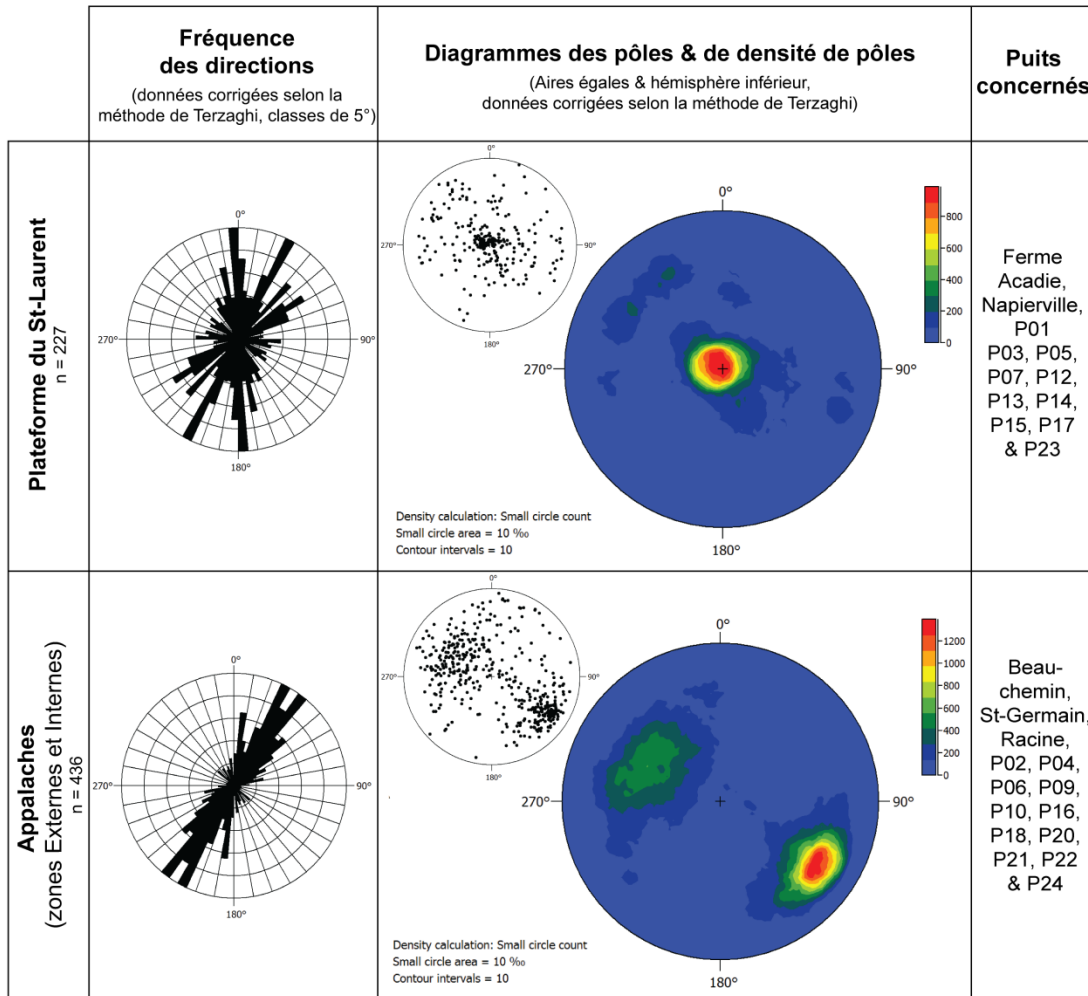 Fréquence
des directions
(données corrigées selon la
méthode de Terzaghi, classes de 5°)
Diagrammes des pôles & de densité de pôles
(Aires égales & hémisphère inférieur,
données corrigées selon la méthode de Terzaghi)
Puits
concernés
Plateforme du St-Laurent
n = 227
0°
270°
90°
180°
0°
270°
90°
180°
0°
270°
90°
180°
800
600
400
200
0
Density calculation: Small circle count
Small circle area = 10 ‰
Contour intervals = 10
Ferme
Acadie,
Napierville,
P01
P03, P05,
P07, P12,
P13, P14,
P15, P17
& P23
Appalaches
(zones Externes et Internes)
n = 436
0°
270°
90°
180°
0°
270°
90°
180°
0°
270°
90°
180°
1200
1000
800
600
400
200
0
Density calculation: Small circle count
Small circle area = 10 ‰
Contour intervals = 10
Beau-
chemin,
St-Germain,
Racine,
P02, P04,
P06, P09,
P10, P16,
P18, P20,
P21, P22
& P24